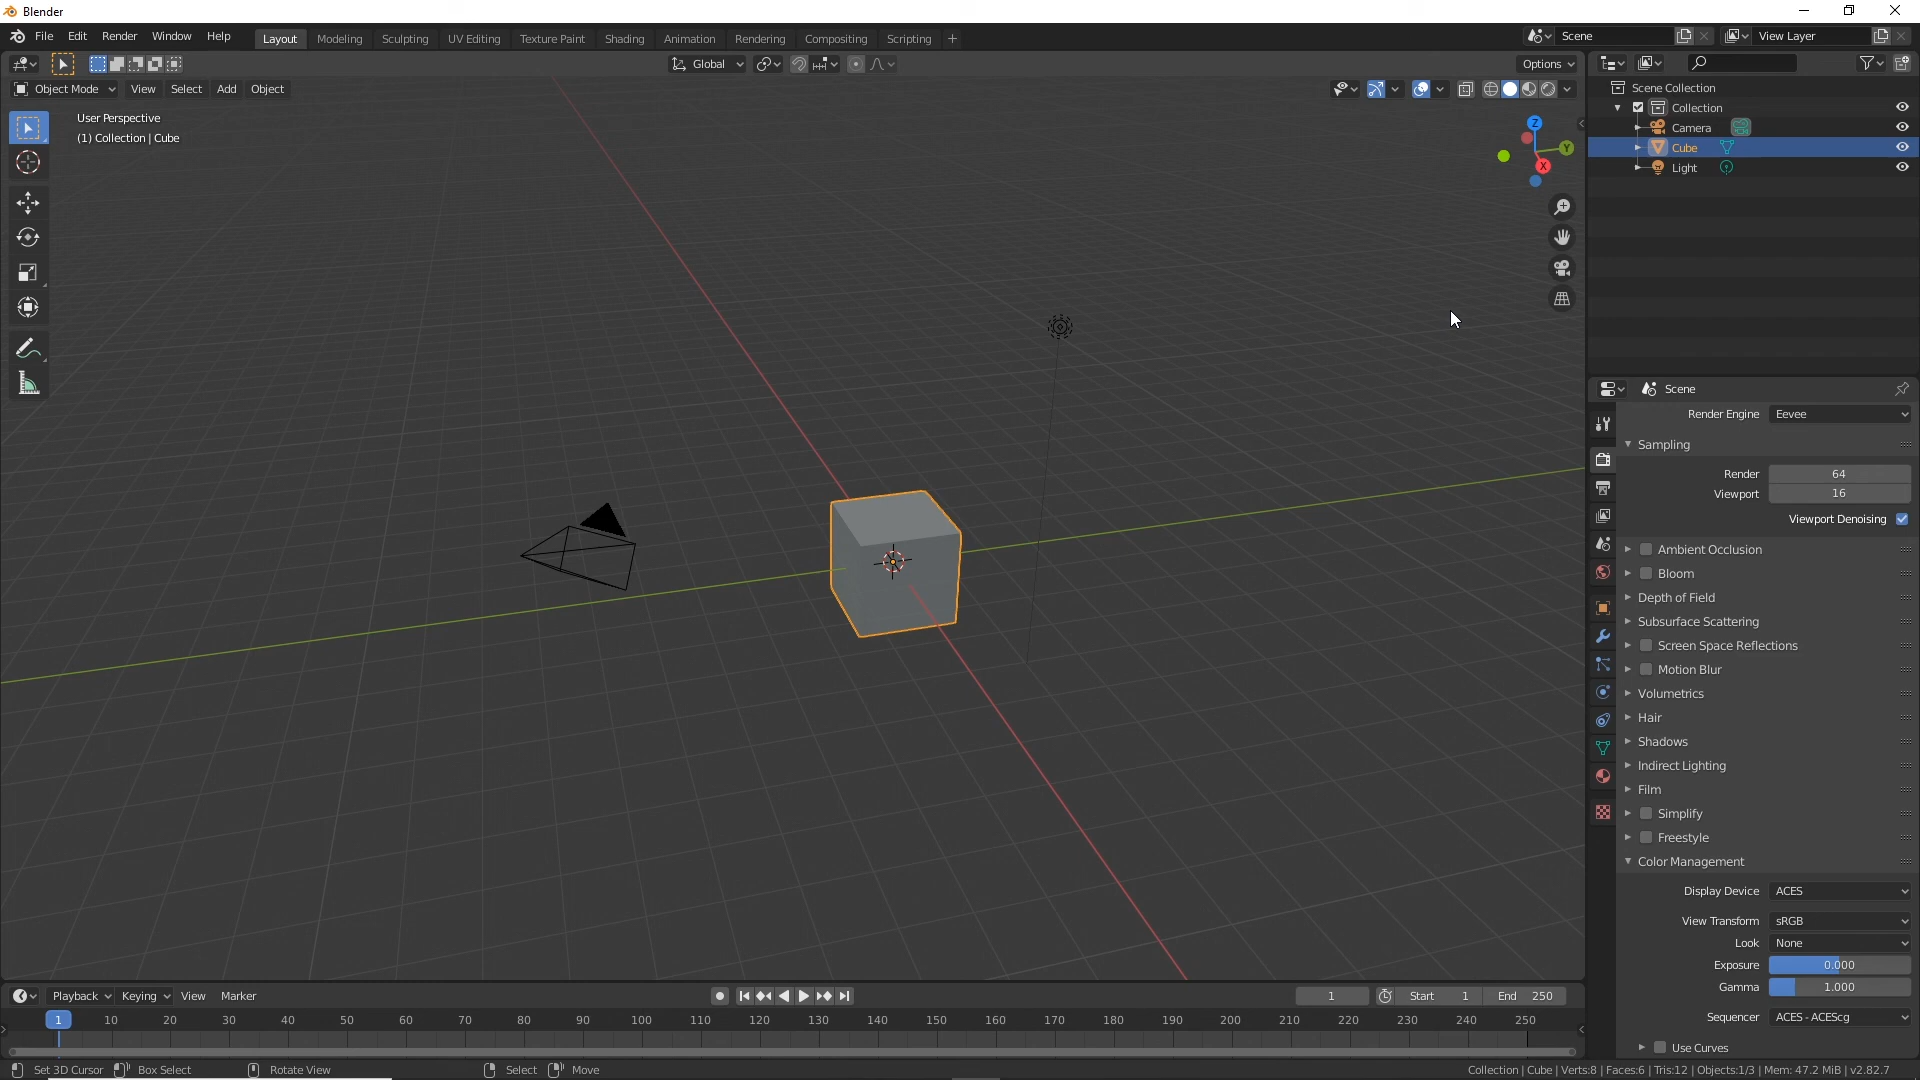 Blender
File Edit Render Window Help Layout Modeling Sculpting UV Editing Texture Paint Shading Animation Rendering Compositing Scripting + Scene View Layer
Global Options
Object Mode View Select Add Object
User Perspective
(1) Collection | Cube
Z
Y
X
Scene Collection
Collection
Camera
Cube
Light
Scene
Render Engine Eevee
Sampling
Render 64
Viewport 16
Viewport Denoising
Ambient Occlusion
Bloom
Depth of Field
Subsurface Scattering
Screen Space Reflections
Motion Blur
Volumetrics
Hair
Shadows
Indirect Lighting
Film
Simplify
Freestyle
Color Management
Display Device ACES
View Transform sRGB
Look None
Exposure 0.000
Gamma 1.000
Sequencer ACES - ACEScg
Use Curves
Playback Keying View Marker 1 Start 1 End 250
1 10 20 30 40 50 60 70 80 90 100 110 120 130 140 150 160 170 180 190 200 210 220 230 240 250
Set 3D Cursor Box Select Rotate View Select Move Collection | Cube | Verts:8 | Faces:6 | Tris:12 | Objects:1/3 | Mem: 47.2 MiB | v2.82.7